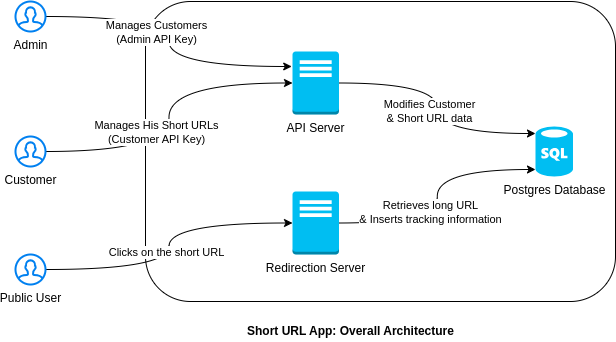 Manages Customers
(Admin API Key)
Admin
API Server
Modifies Customer
& Short URL data
Manages His Short URLs
(Customer API Key)
Customer
SQL
Postgres Database
Retrieves long URL
& Inserts tracking information
Clicks on the short URL
Redirection Server
Public User
Short URL App: Overall Architecture